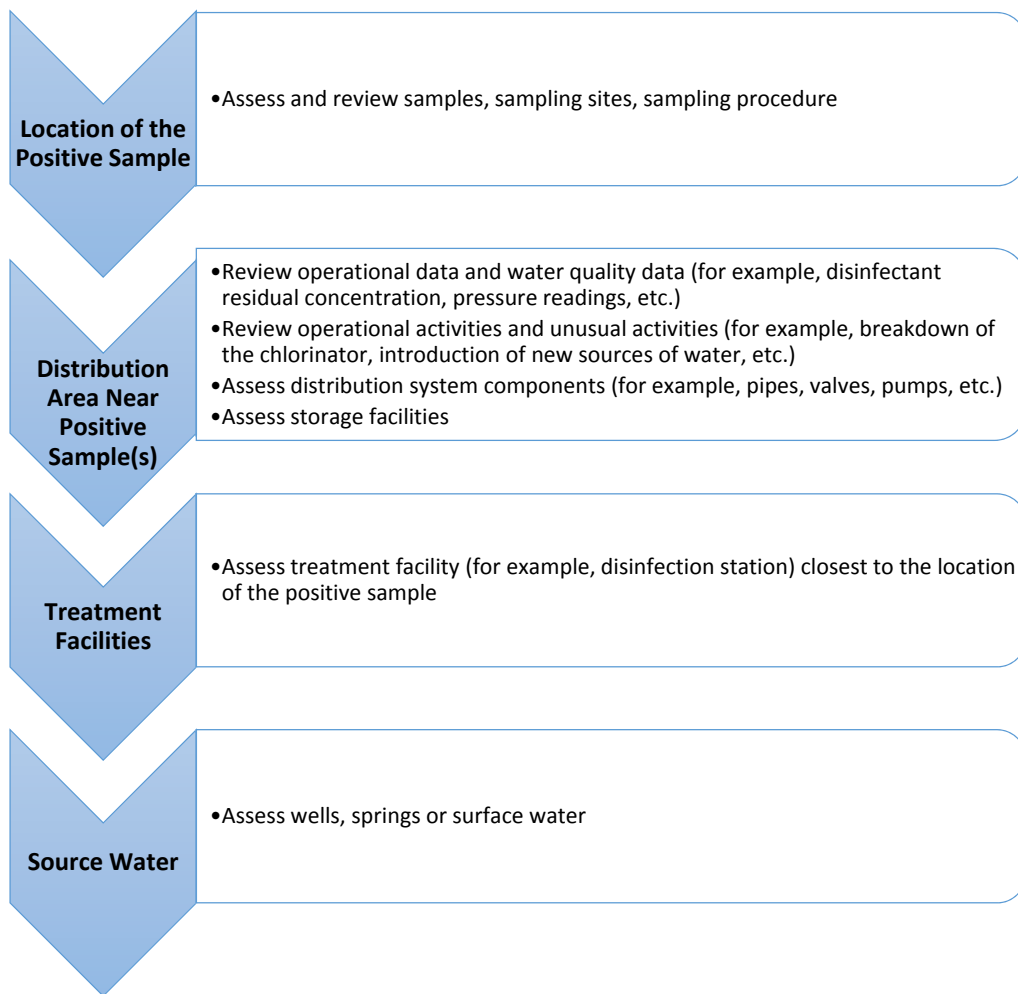 Location of the
Positive Sample
•Assess and review samples, sampling sites, sampling procedure
Distribution
Area Near
Positive
Sample(s)
•Review operational data and water quality data (for example, disinfectant
residual concentration, pressure readings, etc.)
•Review operational activities and unusual activities (for example, breakdown of
the chlorinator, introduction of new sources of water, etc.)
•Assess distribution system components (for example, pipes, valves, pumps, etc.)
•Assess storage facilities
Treatment
Facilities
•Assess treatment facility (for example, disinfection station) closest to the location
of the positive sample
Source Water
•Assess wells, springs or surface water